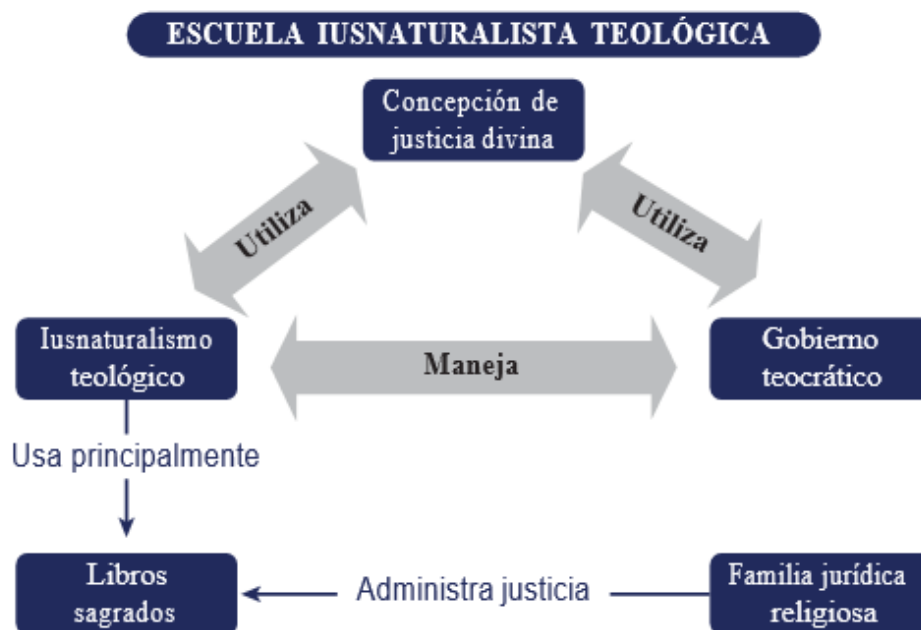 ESCUELA IUSNATURALISTA TEOLÓGICA
Concepción de
justicia divina
Utiliza
Utiliza
Iusnaturalismo
teológico
Maneja
Gobierno
teocrático
Usa principalmente
Libros
sagrados
Administra justicia
Familia jurídica
religiosa